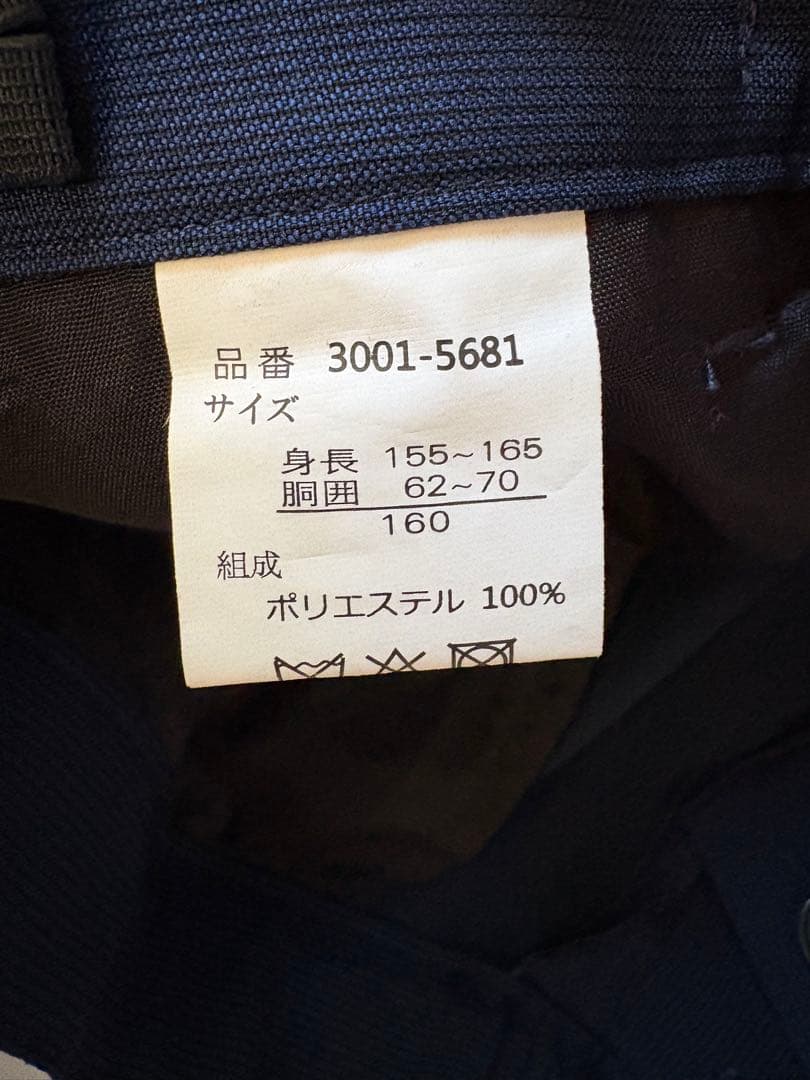 品番 3001-5681
サイズ
身長 155~165
胴囲 62~70
160
組成
ポリエステル 100%